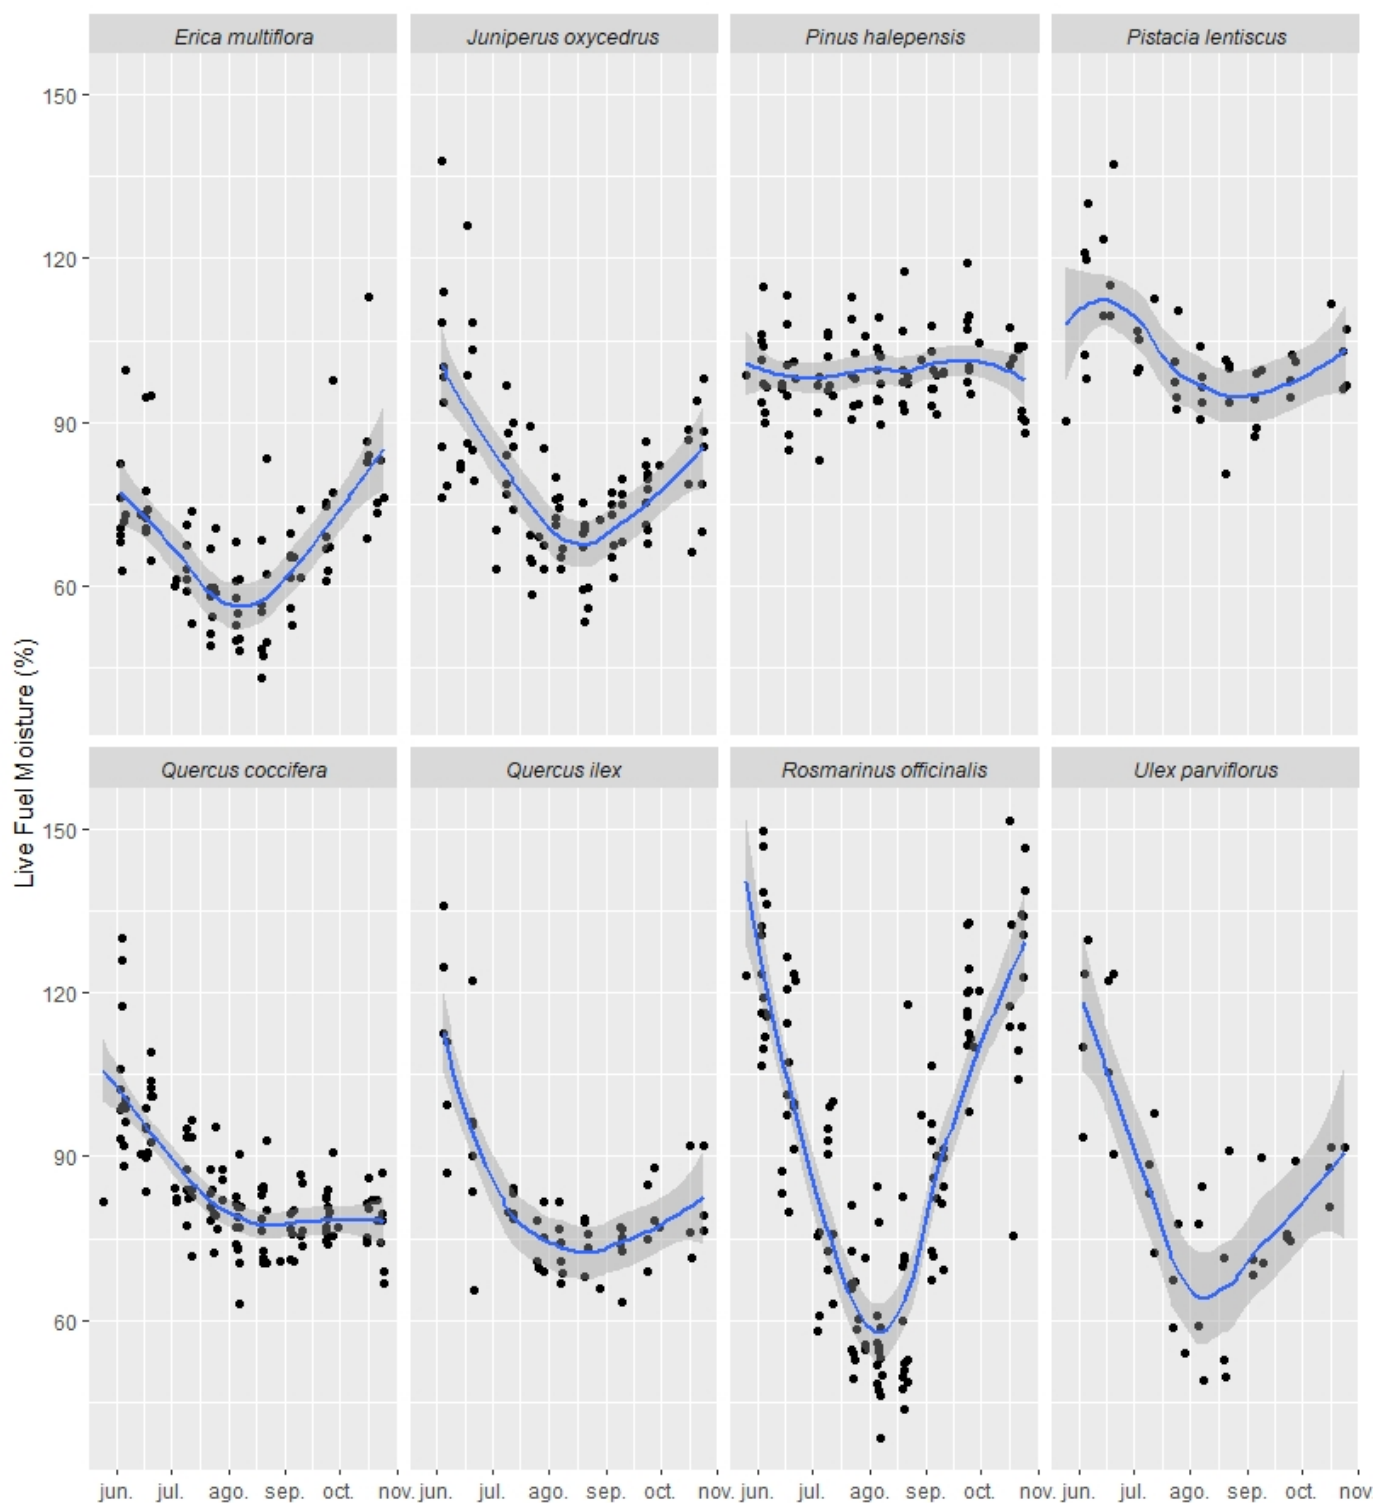 Erica multiflora Juniperus oxycedrus Pinus halepensis Pistacia lentiscus
150
120
90
60
Live Fuel Moisture (%)
Quercus coccifera Quercus ilex Rosmarinus officinalis Ulex parviflorus
150
120
90
60
jun. jul. ago. sep. oct. nov. jun. jul. ago. sep. oct. nov. jun. jul. ago. sep. oct. nov. jun. jul. ago. sep. oct. nov